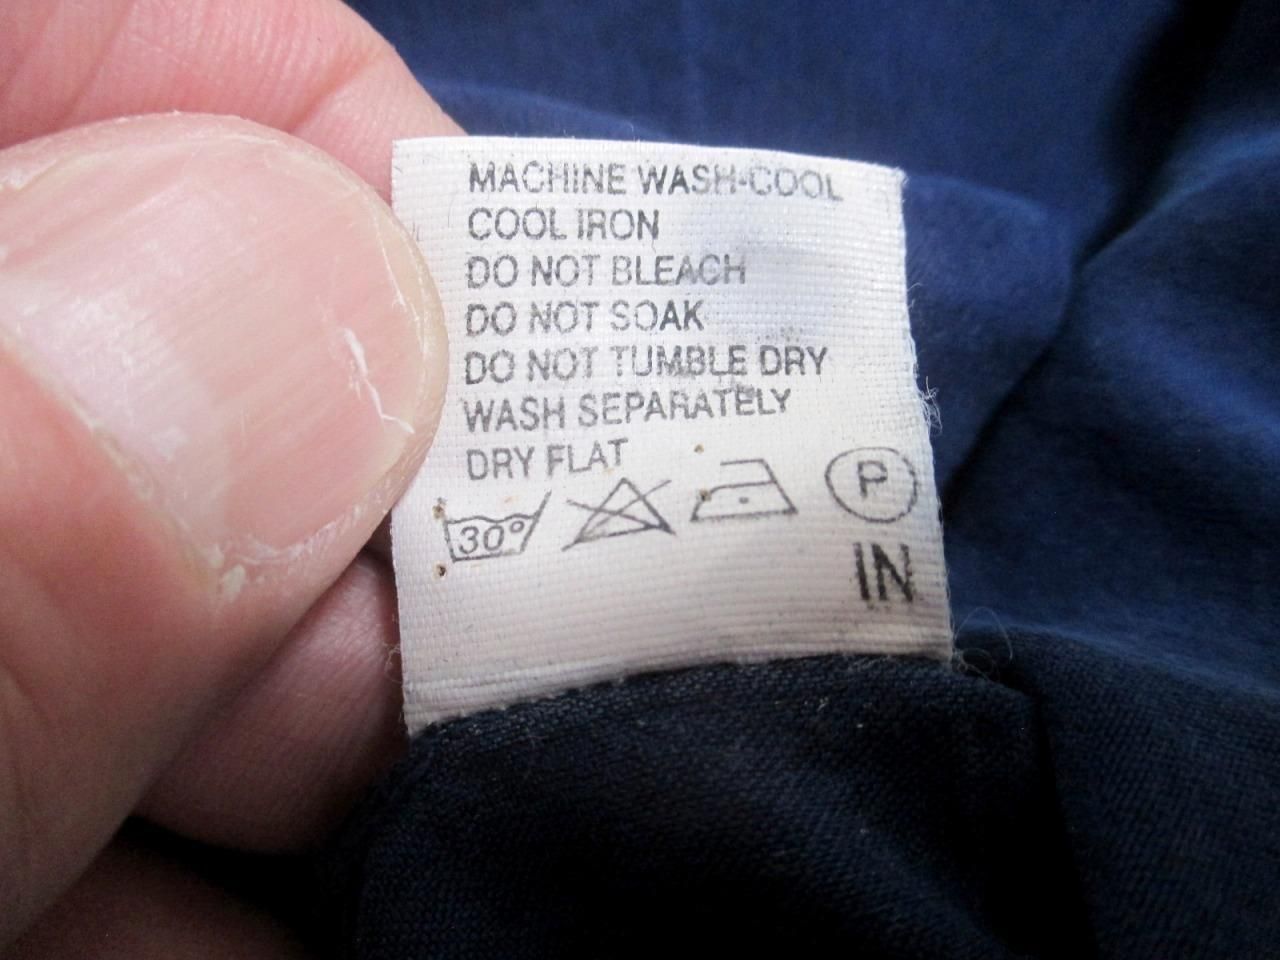 MACHINE WASH-COOL
COOL IRON
DO NOT BLEACH
DO NOT SOAK
DO NOT TUMBLE DRY
WASH SEPARATELY
DRY FLAT
30° P
IN